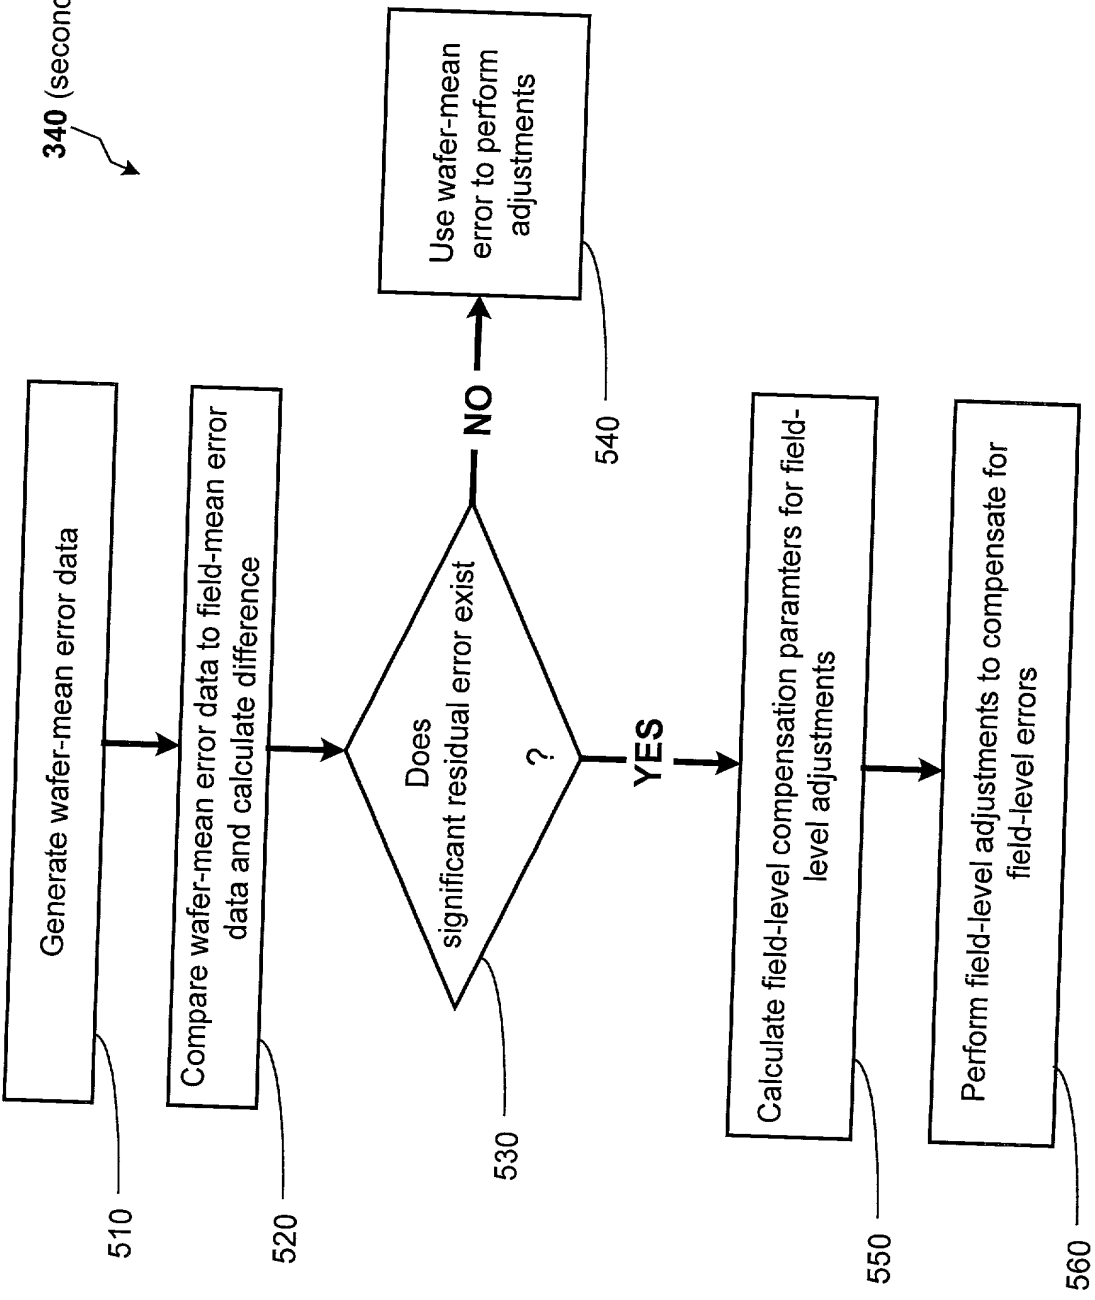 340 (second
Generate wafer-mean error data
510
Compare wafer-mean error data to field-mean error
data and calculate difference
520
Does
significant residual error exist
?
530
NO
Use wafer-mean
error to perform
adjustments
540
YES
Calculate field-level compensation paramters for field-
level adjustments
550
Perform field-level adjustments to compensate for
field-level errors
560